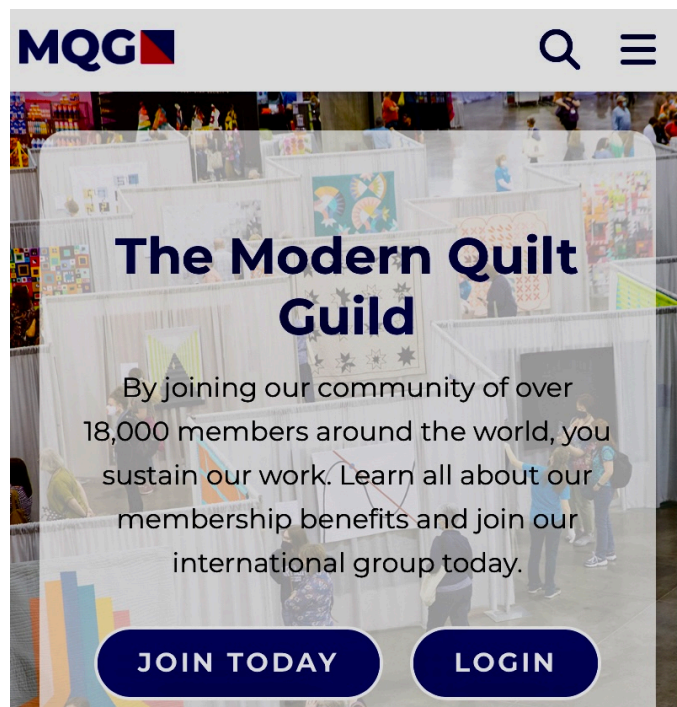 MQG
The Modern Quilt
Guild
By joining our community of over
18,000 members around the world, you
sustain our work. Learn all about our
membership benefits and join our
international group today.
JOIN TODAY
LOGIN